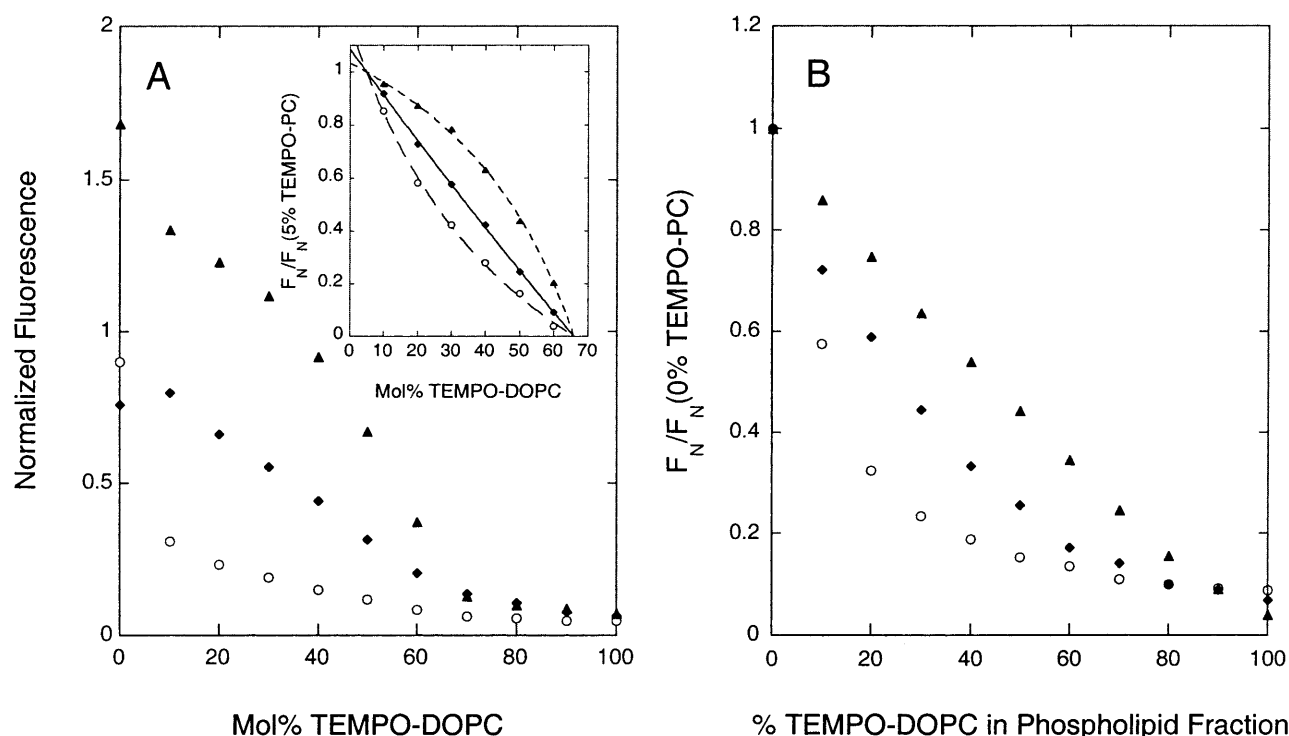 A
2
1.5
1
0.5
0
0 20 40 60 80 100
Normalized Fluorescence
Mol% TEMPO-DOPC
1
0.8
0.6
0.4
0.2
0
0 10 20 30 40 50 60 70
F_N/F_N(5% TEMPO-PC)
Mol% TEMPO-DOPC
B
1.2
1
0.8
0.6
0.4
0.2
0
0 20 40 60 80 100
F_N/F_N(0% TEMPO-PC)
% TEMPO-DOPC in Phospholipid Fraction